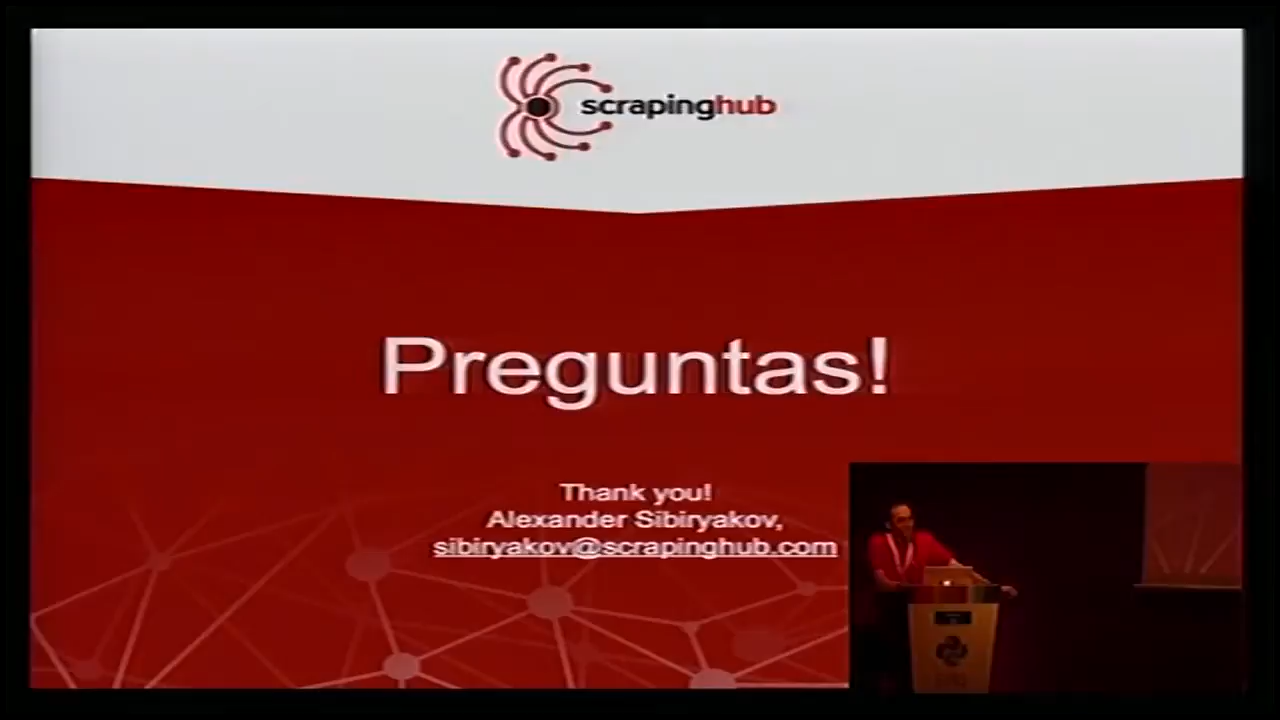 scrapinghub
Preguntas!
Thank you!
Alexander Sibiryakov,
sibiryakov@scrapinghub.com